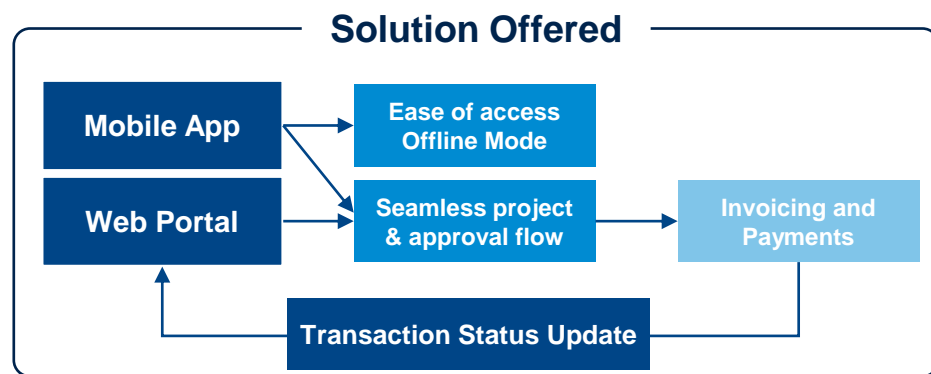 Solution Offered
Mobile App
Ease of access
Offline Mode
Web Portal
Seamless project
& approval flow
Invoicing and
Payments
Transaction Status Update